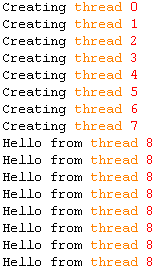 Creating thread 0
Creating thread 1
Creating thread 2
Creating thread 3
Creating thread 4
Creating thread 5
Creating thread 6
Creating thread 7
Hello from thread 8
Hello from thread 8
Hello from thread 8
Hello from thread 8
Hello from thread 8
Hello from thread 8
Hello from thread 8
Hello from thread 8